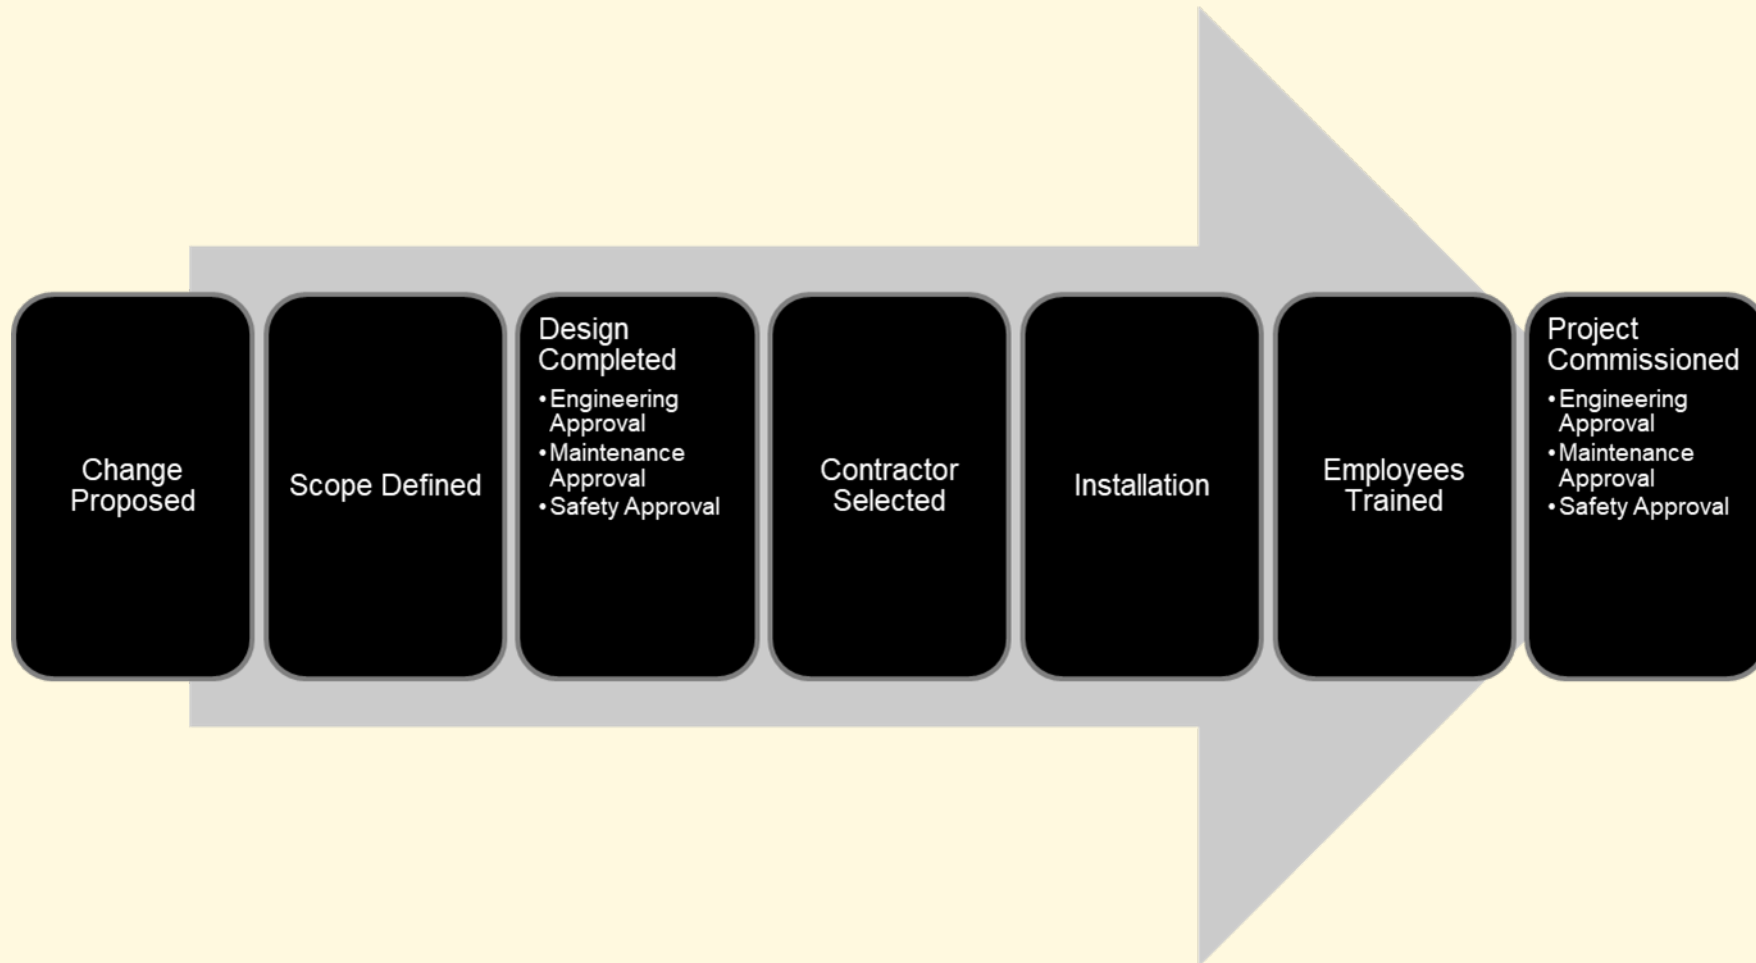 Change
Proposed
Scope Defined
Design
Completed
•Engineering
Approval
•Maintenance
Approval
•Safety Approval
Contractor
Selected
Installation
Employees
Trained
Project
Commissioned
•Engineering
Approval
•Maintenance
Approval
•Safety Approval